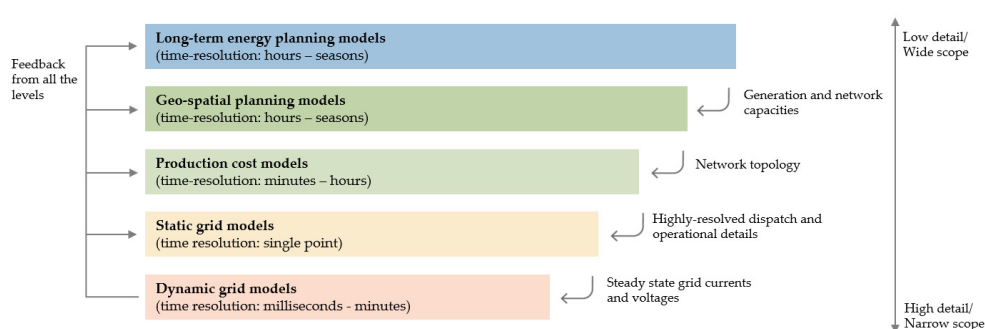 Long-term energy planning models
(time-resolution: hours – seasons)
Low detail/
Wide scope
Feedback
from all the
levels
Geo-spatial planning models
(time-resolution: hours – seasons)
Generation and network
capacities
Production cost models
(time-resolution: minutes – hours)
Network topology
Static grid models
(time resolution: single point)
Highly-resolved dispatch and
operational details
Dynamic grid models
(time resolution: milliseconds - minutes)
Steady state grid currents
and voltages
High detail/
Narrow scope